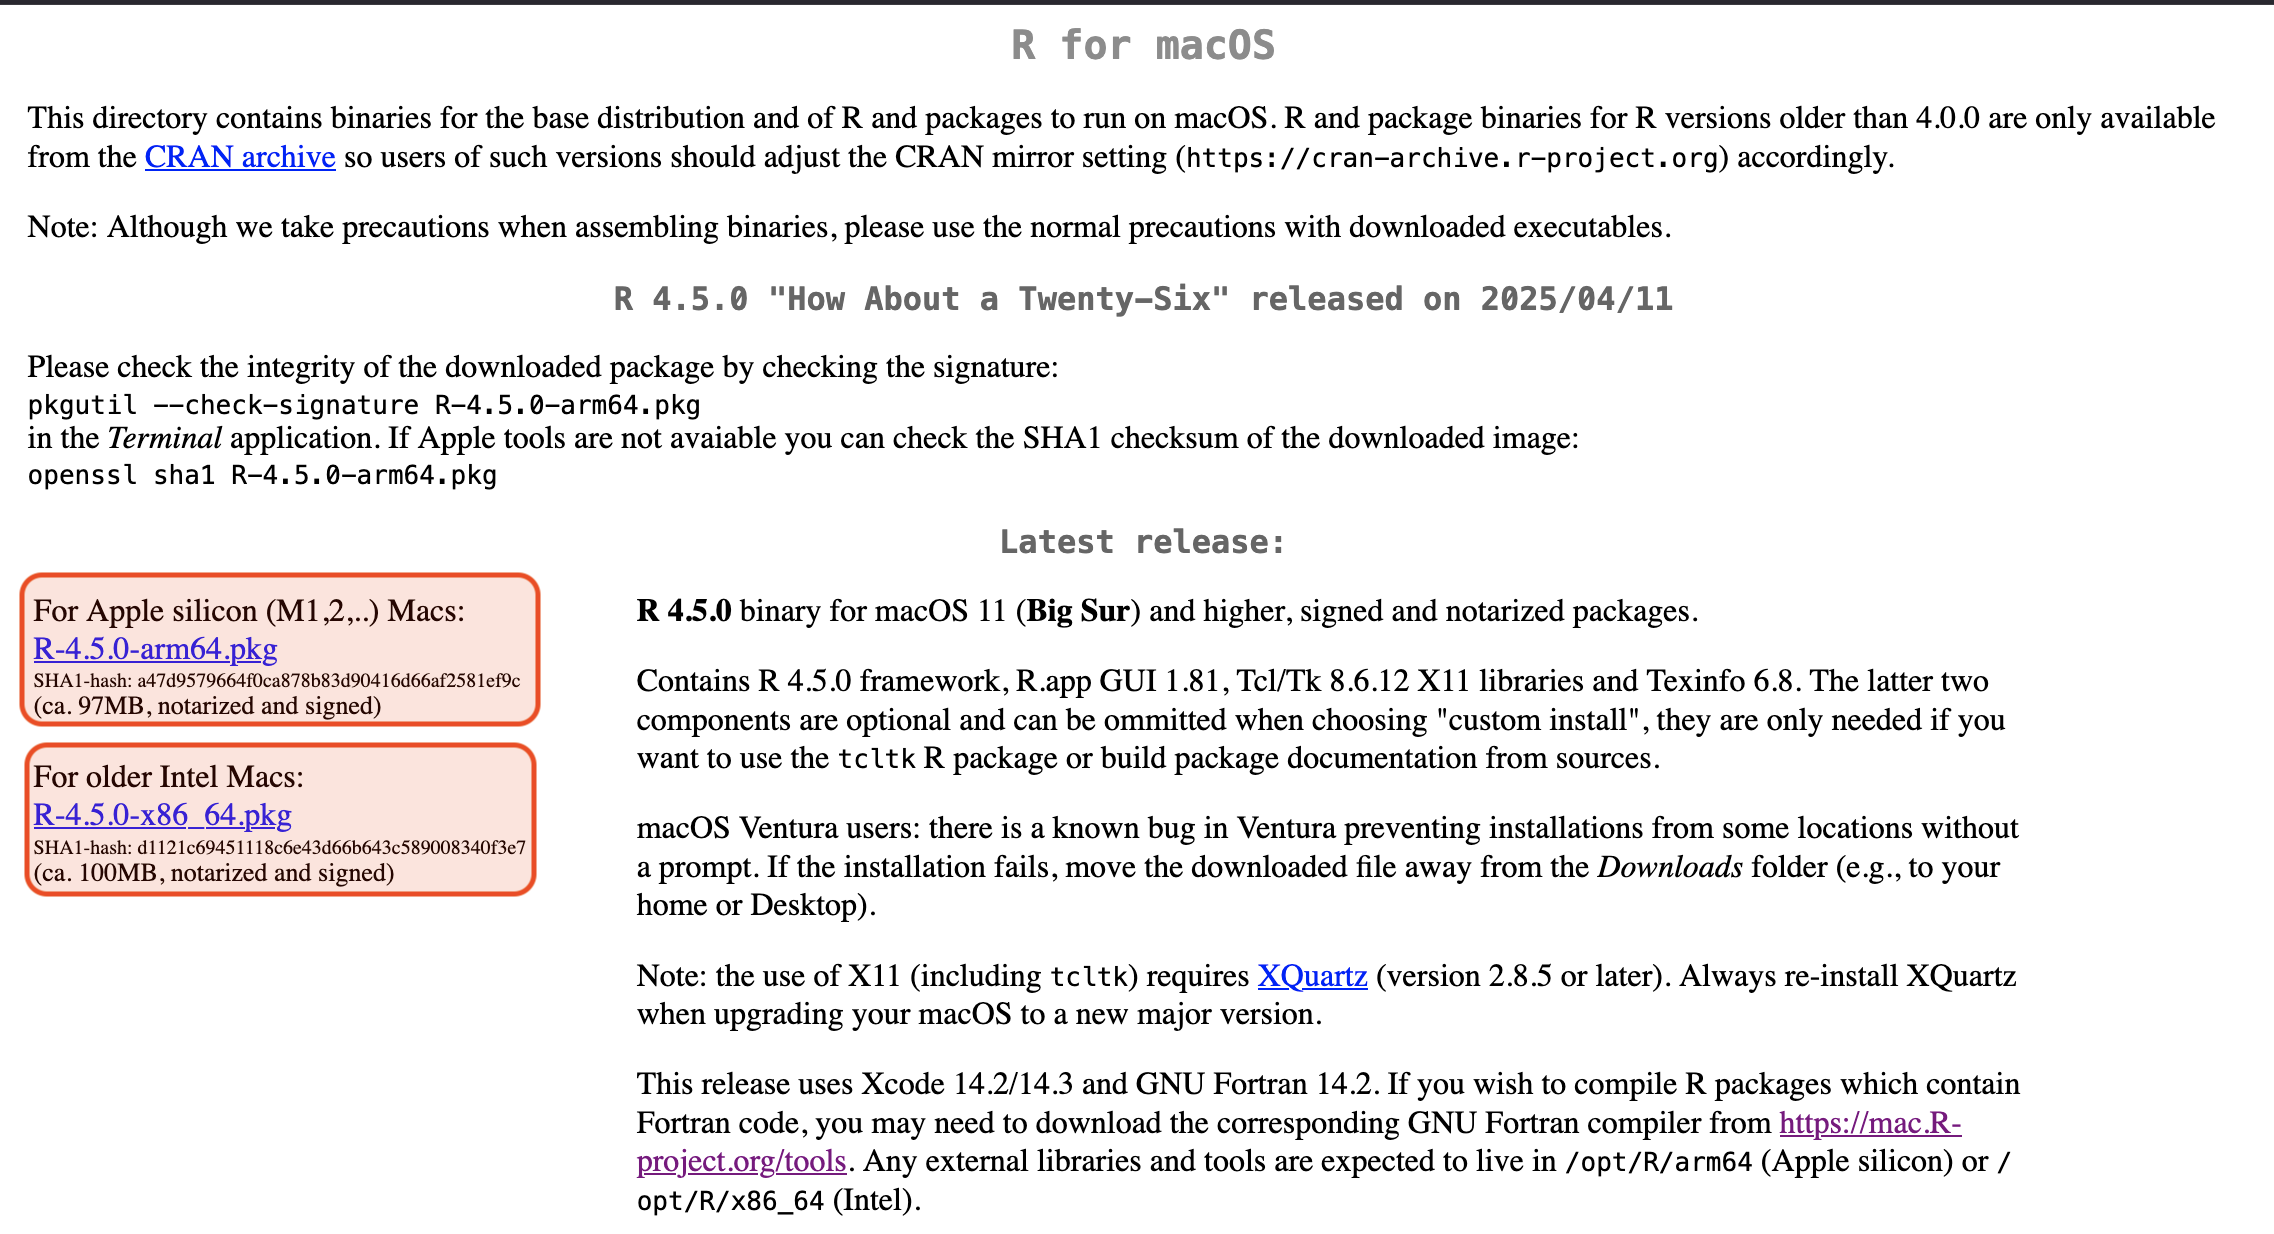 R for macOS
This directory contains binaries for the base distribution and of R and packages to run on macOS. R and package binaries for R versions older than 4.0.0 are only available
from the CRAN archive so users of such versions should adjust the CRAN mirror setting (https://cran-archive.r-project.org) accordingly.
Note: Although we take precautions when assembling binaries, please use the normal precautions with downloaded executables.
R 4.5.0 "How About a Twenty-Six" released on 2025/04/11
Please check the integrity of the downloaded package by checking the signature:
pkgutil --check-signature R-4.5.0-arm64.pkg
in the Terminal application. If Apple tools are not avaiable you can check the SHA1 checksum of the downloaded image:
openssl sha1 R-4.5.0-arm64.pkg
Latest release:
For Apple silicon (M1,2,..) Macs:
R-4.5.0-arm64.pkg
SHA1-hash: a47d9579664f0ca878b83d90416d66af2581ef9c
(ca. 97MB, notarized and signed)
For older Intel Macs:
R-4.5.0-x86_64.pkg
SHA1-hash: d1121c69451118c6e43d66b643c589008340f3e7
(ca. 100MB, notarized and signed)
R 4.5.0 binary for macOS 11 (Big Sur) and higher, signed and notarized packages.
Contains R 4.5.0 framework, R.app GUI 1.81, Tcl/Tk 8.6.12 X11 libraries and Texinfo 6.8. The latter two
components are optional and can be ommitted when choosing "custom install", they are only needed if you
want to use the tcltk R package or build package documentation from sources.
macOS Ventura users: there is a known bug in Ventura preventing installations from some locations without
a prompt. If the installation fails, move the downloaded file away from the Downloads folder (e.g., to your
home or Desktop).
Note: the use of X11 (including tcltk) requires XQuartz (version 2.8.5 or later). Always re-install XQuartz
when upgrading your macOS to a new major version.
This release uses Xcode 14.2/14.3 and GNU Fortran 14.2. If you wish to compile R packages which contain
Fortran code, you may need to download the corresponding GNU Fortran compiler from https://mac.R-
project.org/tools. Any external libraries and tools are expected to live in /opt/R/arm64 (Apple silicon) or /
opt/R/x86_64 (Intel).